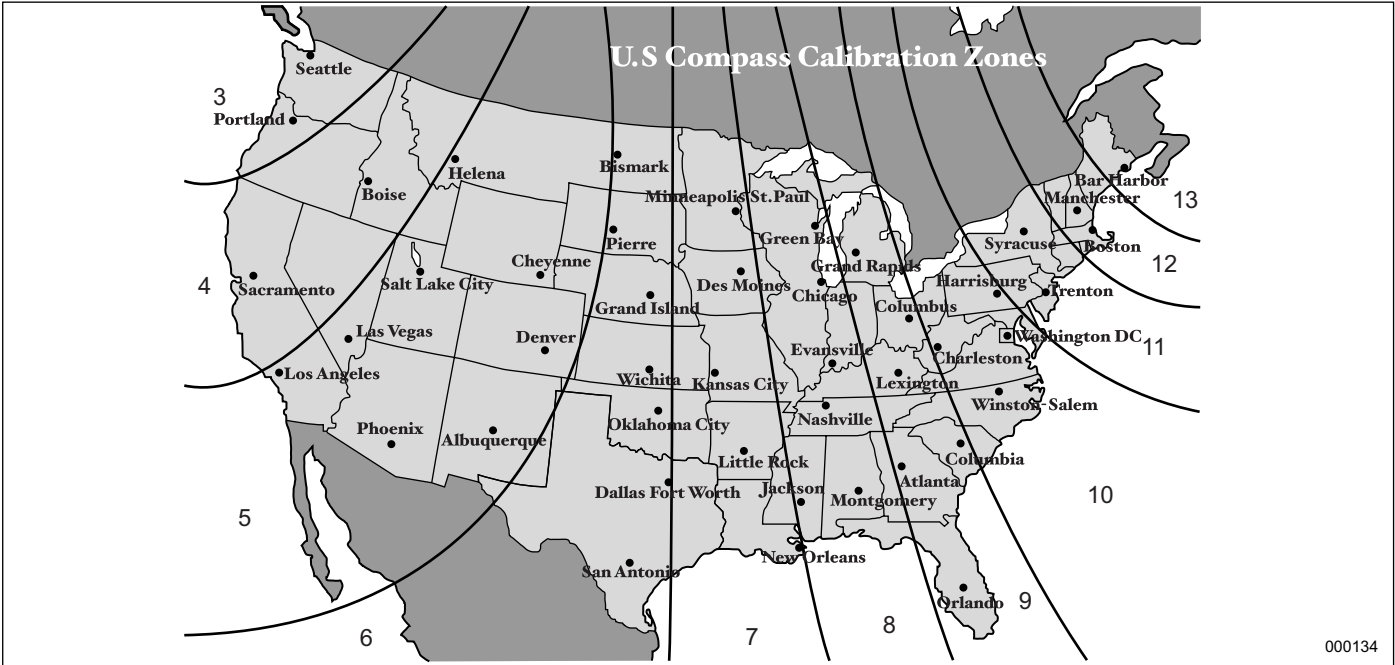 U.S Compass Calibration Zones
Seattle
3
Portland
Helena
Bismark
Boise
Bar Harbor
Minneapolis St.Paul
Manchester
13
Green Bay
Pierre
Syracuse
Boston
Cheyenne
Grand Rapids
12
4
Sacramento
Salt Lake City
Des Moines
Harrisburg
Trenton
Chicago
Grand Island
Columbus
Las Vegas
Denver
Washington DC
11
Evansville
Charleston
Los Angeles
Wichita
Kansas City
Lexington
Winston-Salem
Nashville
Oklahoma City
Phoenix
Albuquerque
Little Rock
Columbia
Atlanta
Dallas Fort Worth
Jackson
Montgomery
10
5
New Orleans
San Antonio
Orlando
9
6
7
8
000134